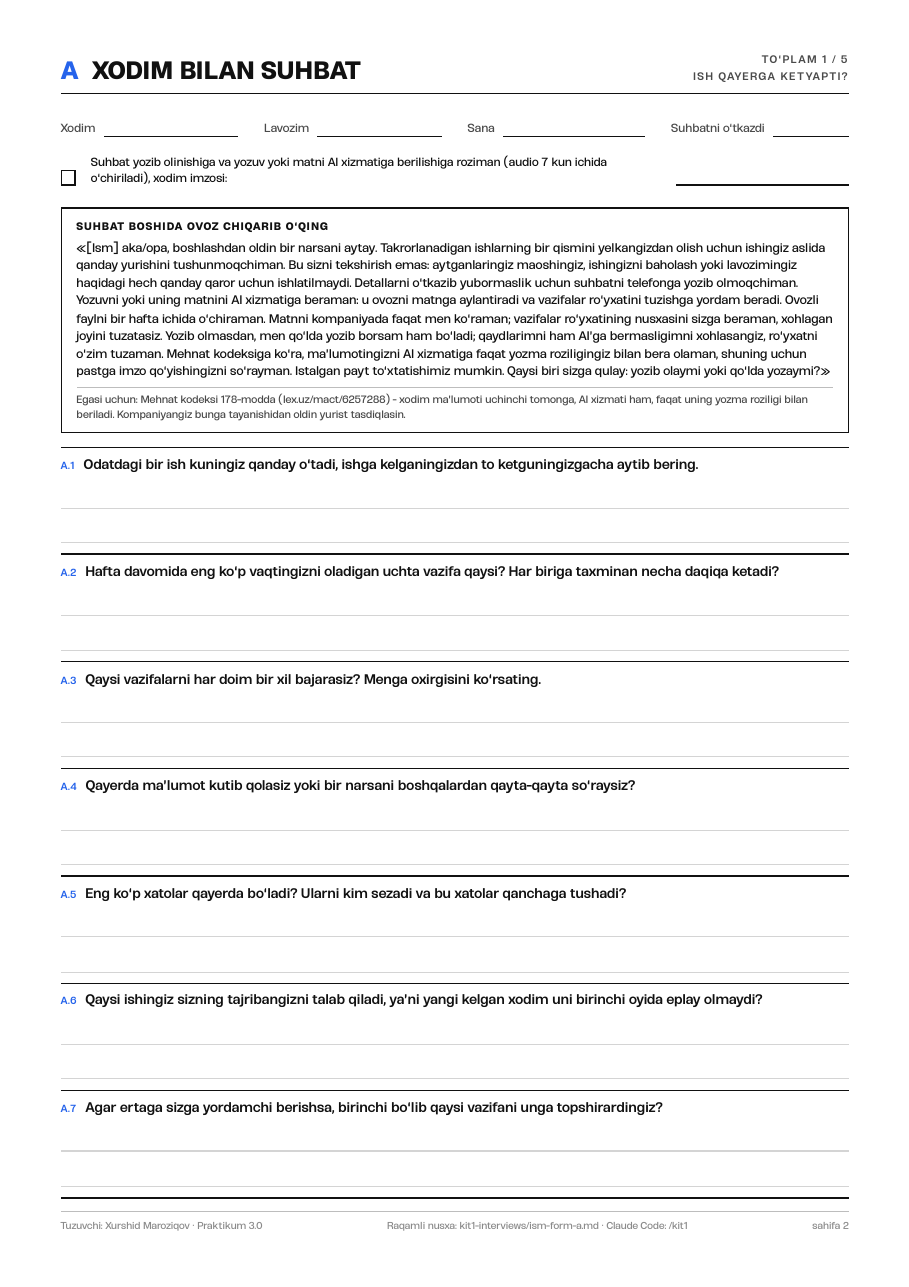 A XODIM BILAN SUHBAT
TO‘PLAM 1 / 5
ISH QAYERGA KETYAPTI?
Xodim
Lavozim
Sana
Suhbatni o‘tkazdi
Suhbat yozib olinishiga va yozuv yoki matni AI xizmatiga berilishiga roziman (audio 7 kun ichida
o‘chiriladi), xodim imzosi:
SUHBAT BOSHIDA OVOZ CHIQARIB O‘QING
«[Ism] aka/opa, boshlashdan oldin bir narsani aytay. Takrorlanadigan ishlarning bir qismini yelkangizdan olish uchun ishingiz aslida
qanday yurishini tushunmoqchiman. Bu sizni tekshirish emas: aytganlaringiz maoshingiz, ishingizni baholash yoki lavozimingiz
haqidagi hech qanday qaror uchun ishlatilmaydi. Detallarni o‘tkazib yubormaslik uchun suhbatni telefonga yozib olmoqchiman.
Yozuvni yoki uning matnini AI xizmatiga beraman: u ovozni matnga aylantiradi va vazifalar ro‘yxatini tuzishga yordam beradi. Ovozli
faylni bir hafta ichida o‘chiraman. Matnni kompaniyada faqat men ko‘raman; vazifalar ro‘yxatining nusxasini sizga beraman, xohlagan
joyini tuzatasiz. Yozib olmasdan, men qo‘lda yozib borsam ham bo‘ladi; qaydlarimni ham AI’ga bermasligimni xohlasangiz, ro‘yxatni
o‘zim tuzaman. Mehnat kodeksiga ko‘ra, ma’lumotingizni AI xizmatiga faqat yozma roziligingiz bilan bera olaman, shuning uchun
pastga imzo qo‘yishingizni so‘rayman. Istalgan payt to‘xtatishimiz mumkin. Qaysi biri sizga qulay: yozib olaymi yoki qo‘lda yozaymi?»
Egasi uchun: Mehnat kodeksi 178-modda (lex.uz/mact/6257288) - xodim ma’lumoti uchinchi tomonga, AI xizmati ham, faqat uning yozma roziligi bilan
beriladi. Kompaniyangiz bunga tayanishidan oldin yurist tasdiqlasin.
A.1 Odatdagi bir ish kuningiz qanday o‘tadi, ishga kelganingizdan to ketguningizgacha aytib bering.
A.2 Hafta davomida eng ko‘p vaqtingizni oladigan uchta vazifa qaysi? Har biriga taxminan necha daqiqa ketadi?
A.3 Qaysi vazifalarni har doim bir xil bajarasiz? Menga oxirgisini ko‘rsating.
A.4 Qayerda ma’lumot kutib qolasiz yoki bir narsani boshqalardan qayta-qayta so‘raysiz?
A.5 Eng ko‘p xatolar qayerda bo‘ladi? Ularni kim sezadi va bu xatolar qanchaga tushadi?
A.6 Qaysi ishingiz sizning tajribangizni talab qiladi, ya’ni yangi kelgan xodim uni birinchi oyida eplay olmaydi?
A.7 Agar ertaga sizga yordamchi berishsa, birinchi bo‘lib qaysi vazifani unga topshirardingiz?
Tuzuvchi: Xurshid Maroziqov · Praktikum 3.0
Raqamli nusxa: kit1-interviews/ism-form-a.md · Claude Code: /kit1
sahifa 2